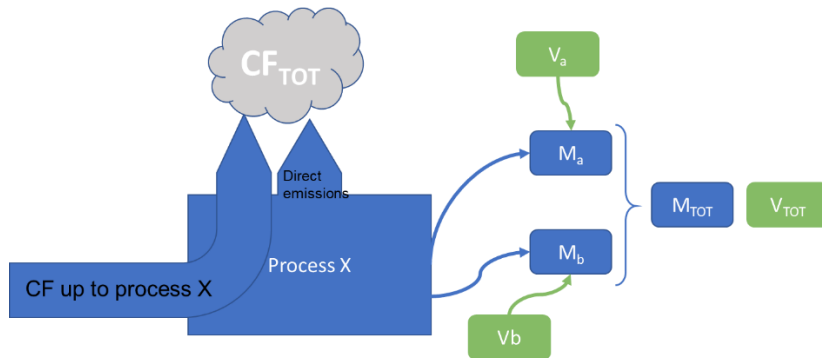 CF_TOT
V_a
M_a
Direct
emissions
M_TOT
V_TOT
Process X
M_b
CF up to process X
Vb